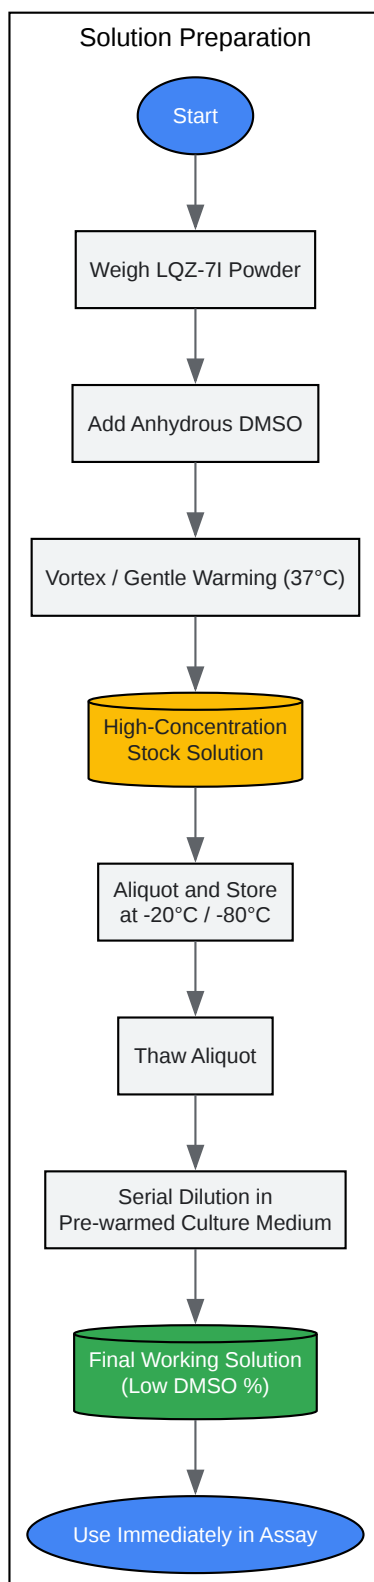 Solution Preparation
Start
Weigh LQZ-7I Powder
Add Anhydrous DMSO
Vortex / Gentle Warming (37°C)
High-Concentration
Stock Solution
Aliquot and Store
at -20°C / -80°C
Thaw Aliquot
Serial Dilution in
Pre-warmed Culture Medium
Final Working Solution
(Low DMSO %)
Use Immediately in Assay